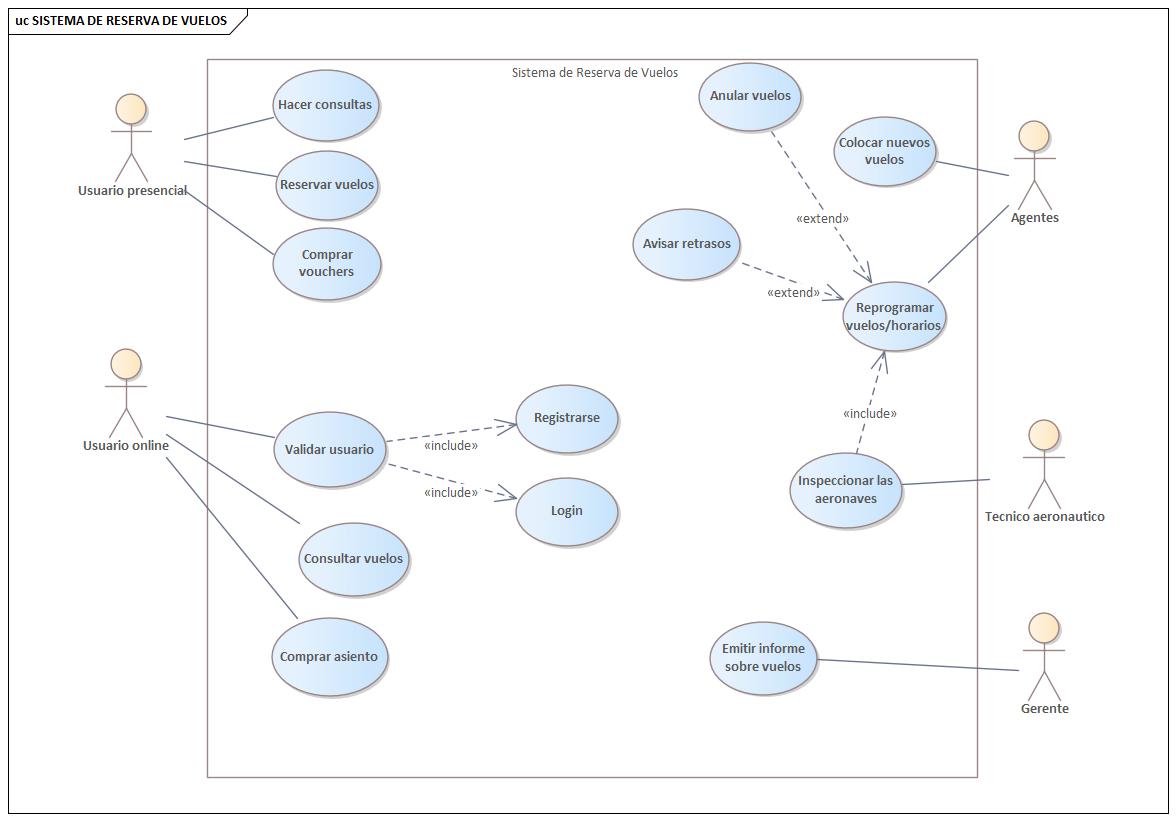 uc SISTEMA DE RESERVA DE VUELOS
Sistema de Reserva de Vuelos
Usuario presencial
Hacer consultas
Reservar vuelos
Comprar
vouchers
Anular vuelos
Colocar nuevos
vuelos
Agentes
«extend»
Avisar retrasos
«extend»
Reprogramar
vuelos/horarios
Usuario online
Validar usuario
Registrarse
«include»
«include»
Login
Consultar vuelos
Comprar asiento
«include»
Inspeccionar las
aeronaves
Tecnico aeronautico
Emitir informe
sobre vuelos
Gerente